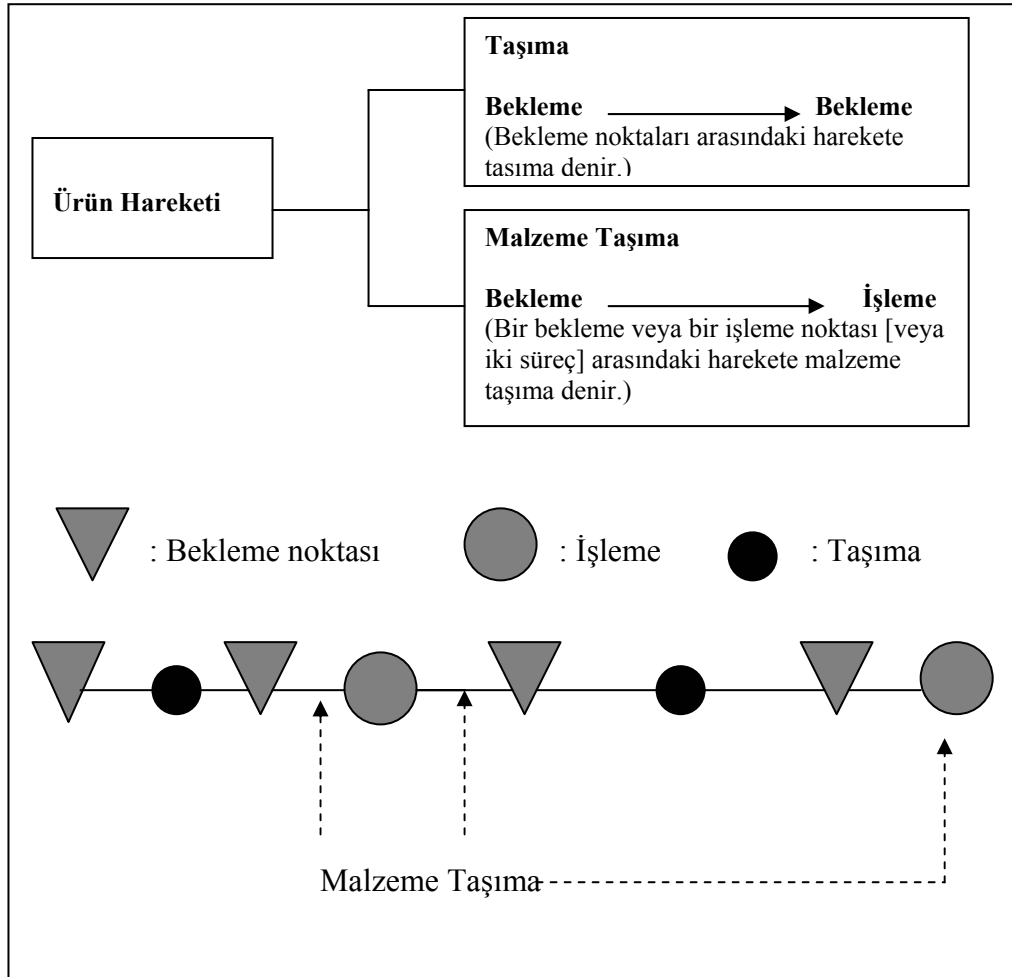 Taşıma
Bekleme Bekleme
(Bekleme noktaları arasındaki harekete
tasıma denir.)
Ürün Hareketi
Malzeme Taşıma
Bekleme İşleme
(Bir bekleme veya bir işleme noktası [veya
iki süreç] arasındaki harekete malzeme
taşıma denir.)
: Bekleme noktası : İşleme : Taşıma
Malzeme Taşıma